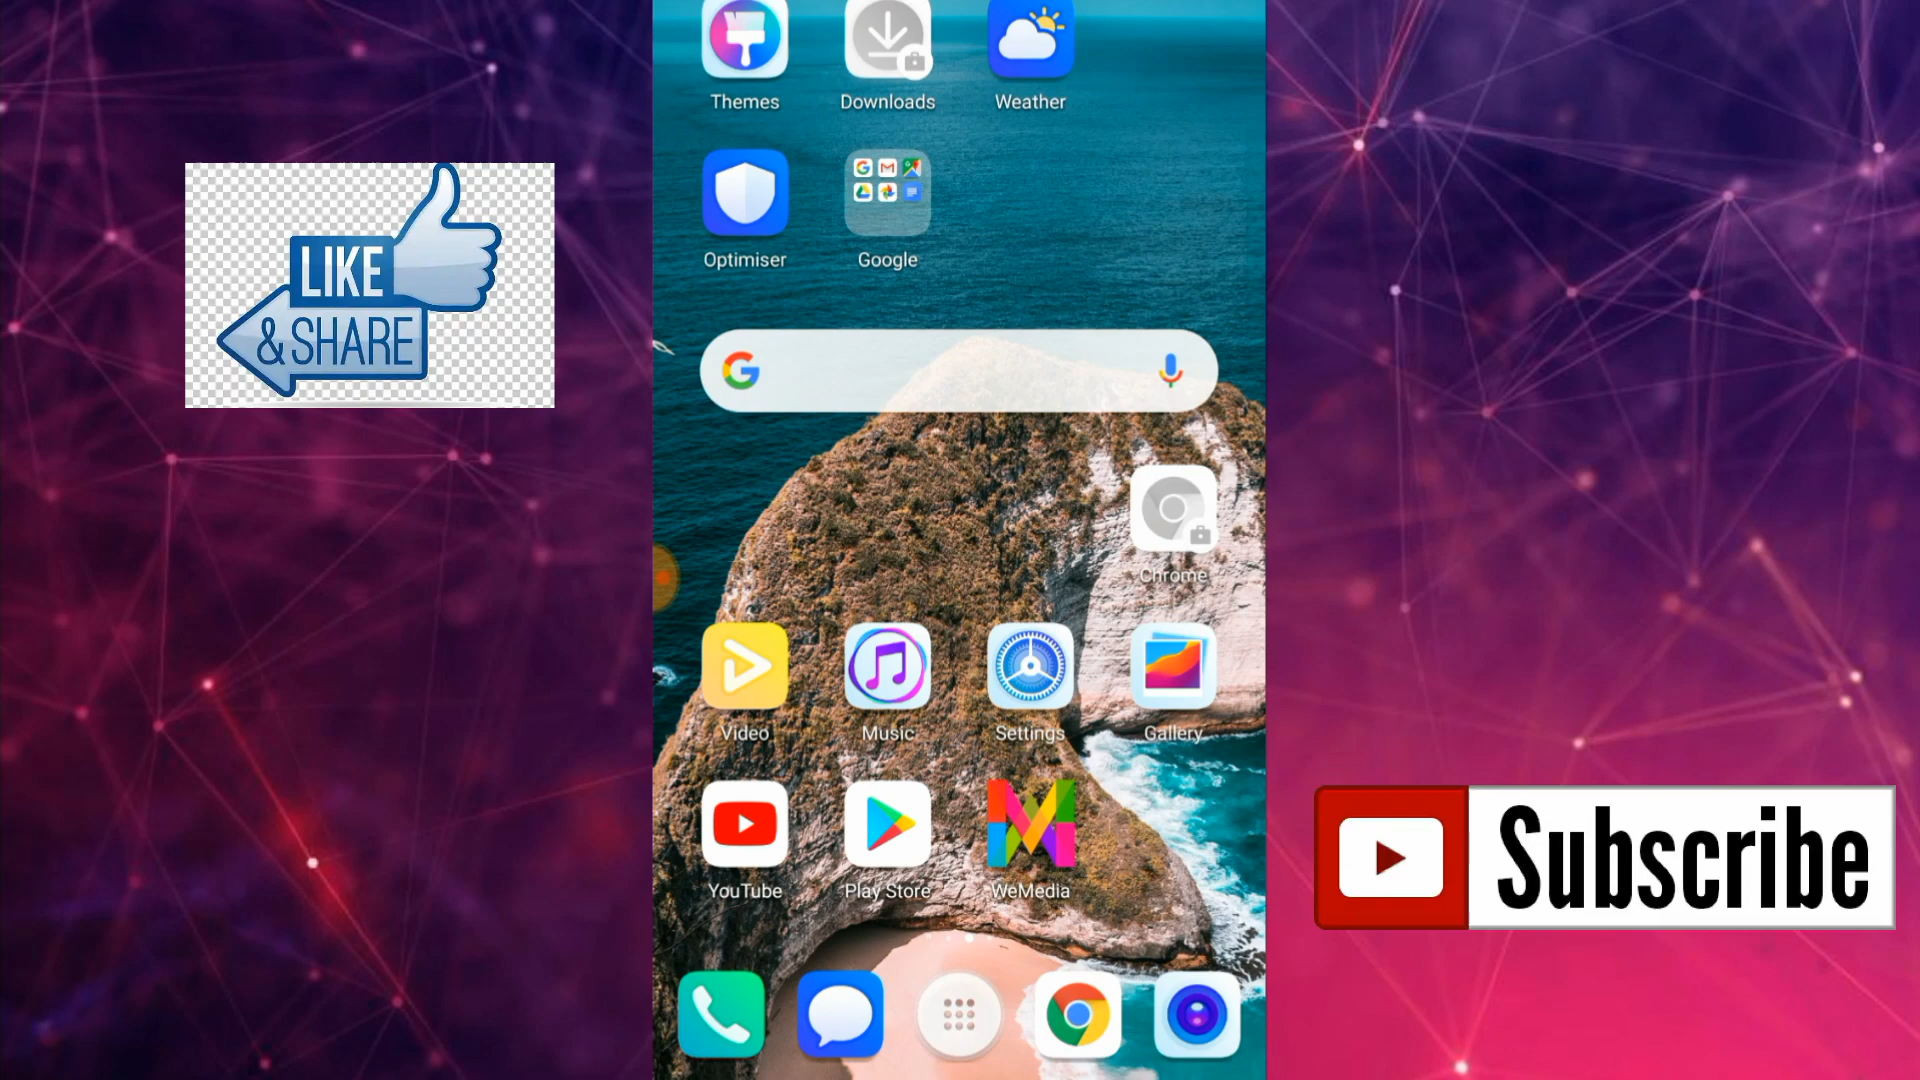 Themes
Downloads
Weather
LIKE
& SHARE
Optimiser
Google
Chrome
Video
Music
Settings
Gallery
YouTube
Play Store
WeMedia
Subscribe